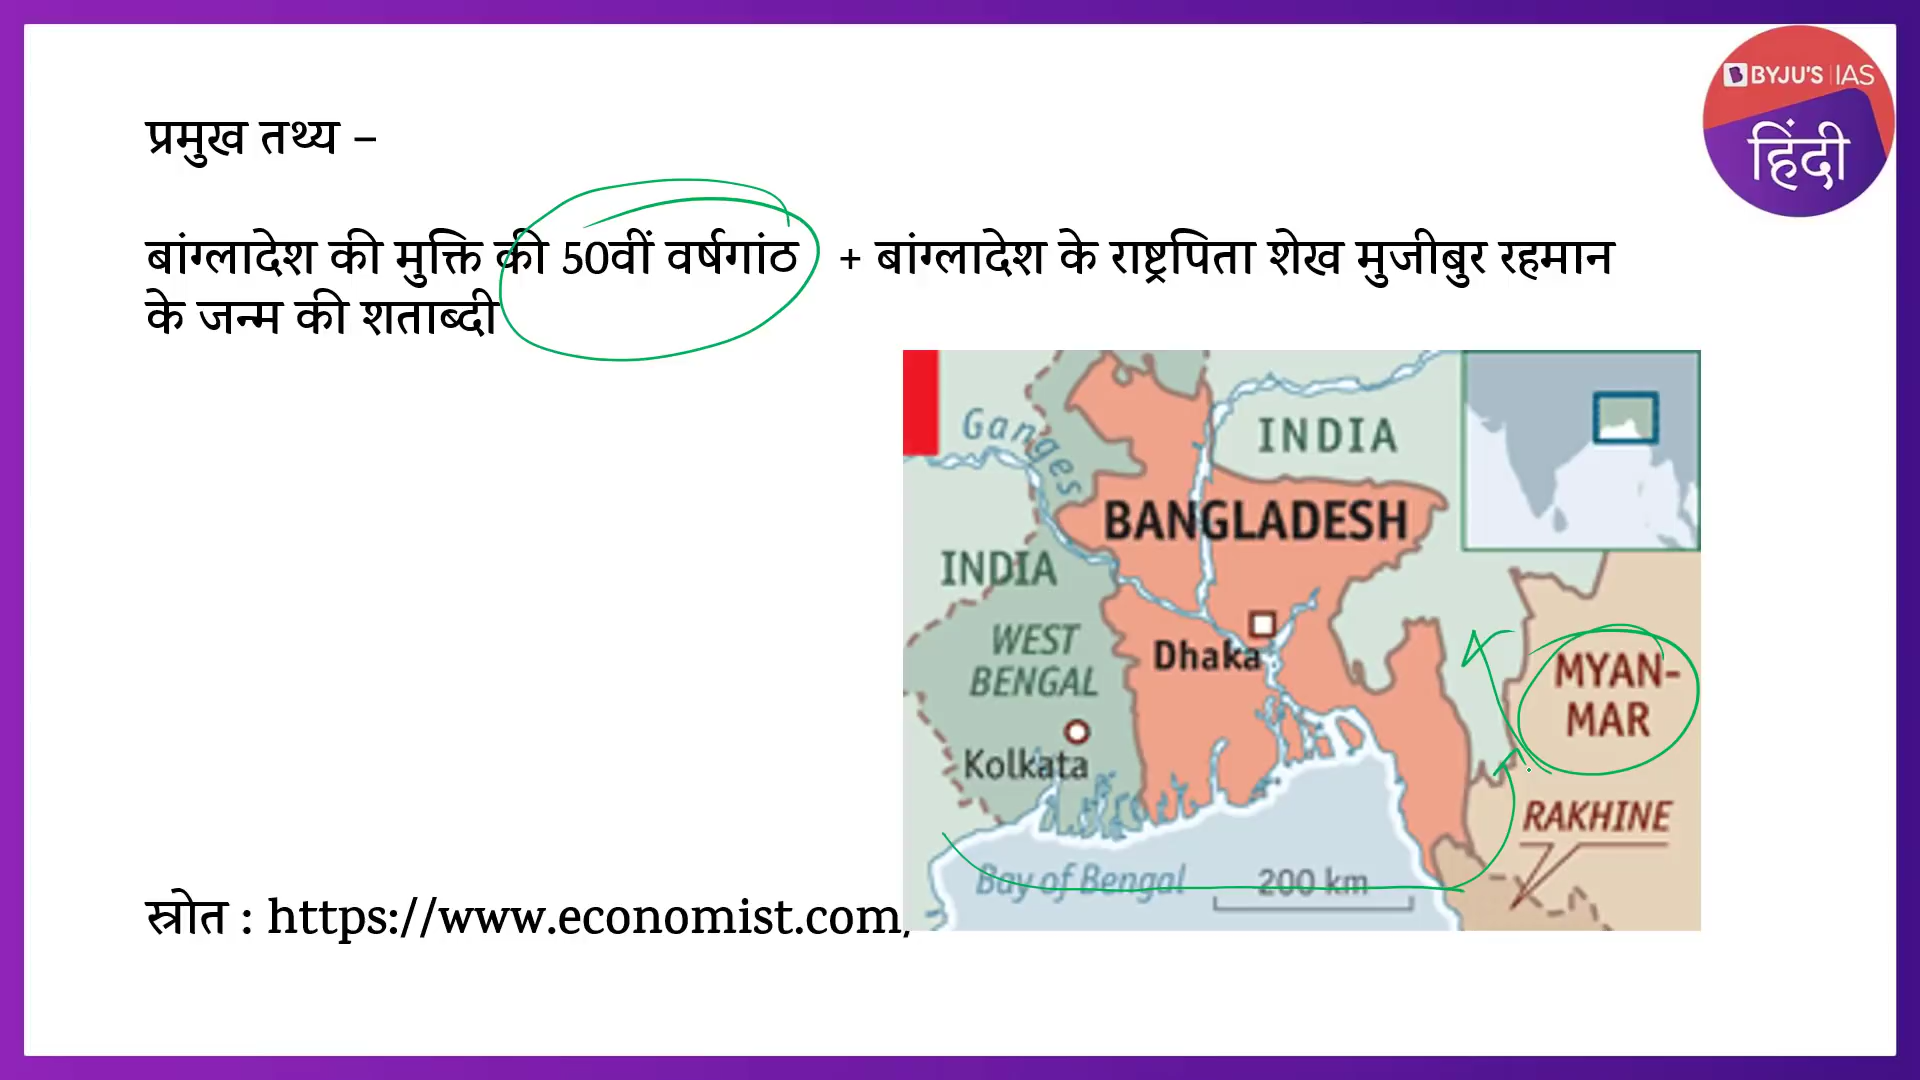 BYJU'S IAS
हिंदी
प्रमुख तथ्य –
बांग्लादेश की मुक्ति की 50वीं वर्षगांठ + बांग्लादेश के राष्ट्रपिता शेख मुजीबुर रहमान
के जन्म की शताब्दी
Ganges
INDIA
BANGLADESH
INDIA
WEST
BENGAL
Dhaka
MYAN-
MAR
Kolkata
RAKHINE
Bay of Bengal
200 km
स्रोत : https://www.economist.com/